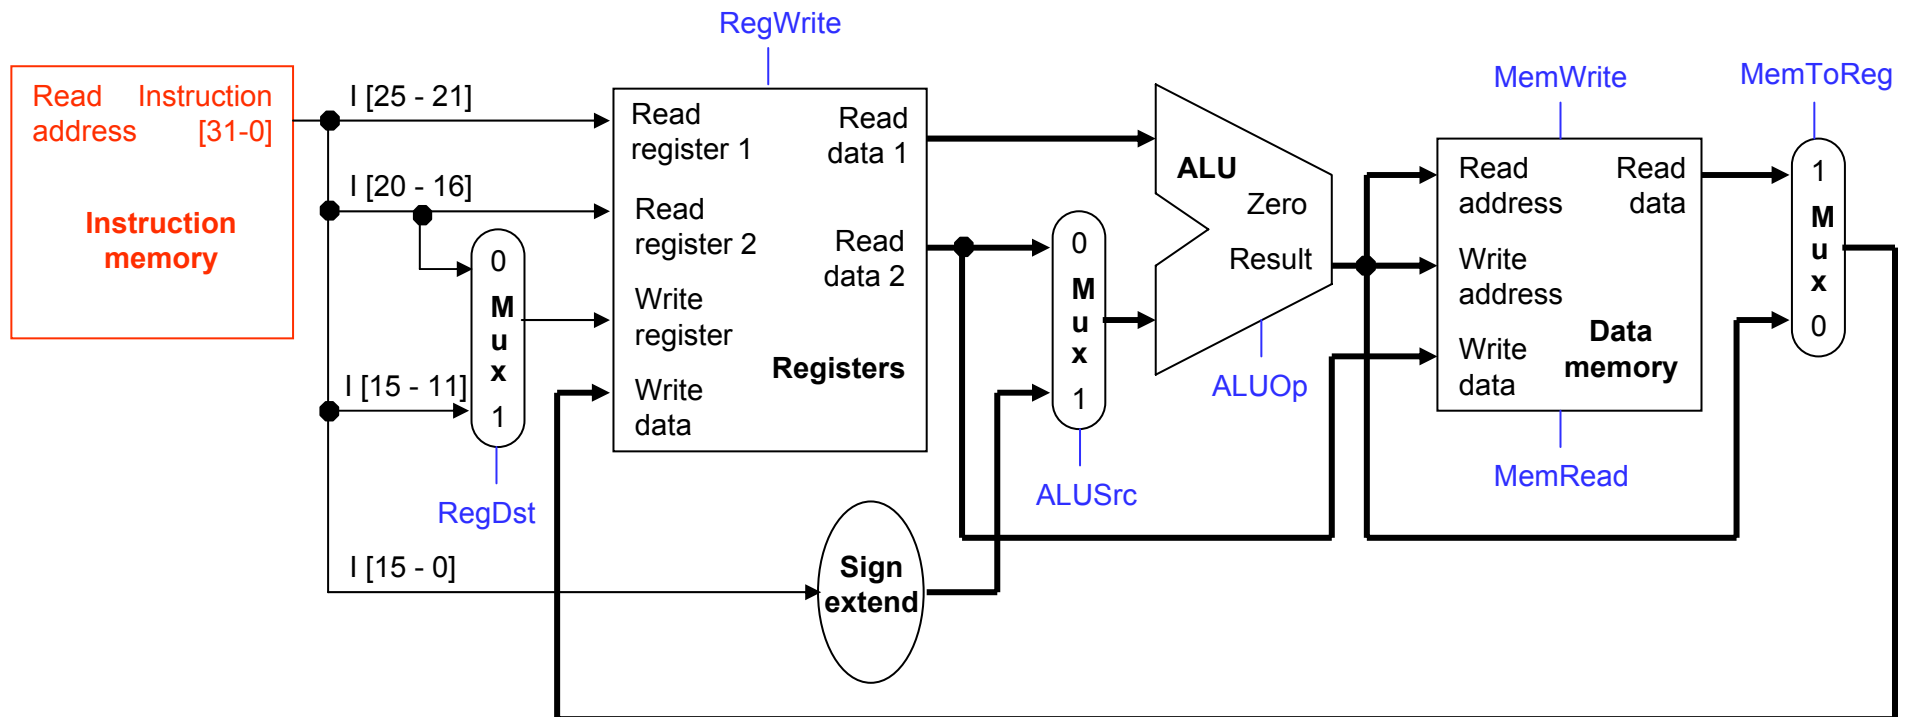 RegWrite
Read Instruction
address [31-0]
Instruction
memory
I [25 - 21]
I [20 - 16]
I [15 - 11]
I [15 - 0]
0
M
u
x
1
RegDst
Read
register 1
Read
data 1
Read
register 2
Read
data 2
Write
register
Registers
Write
data
Sign
extend
0
M
u
x
1
ALUSrc
ALU
Zero
Result
ALUOp
MemWrite
Read
address
Read
data
Write
address
Write
data
Data
memory
MemRead
MemToReg
1
M
u
x
0